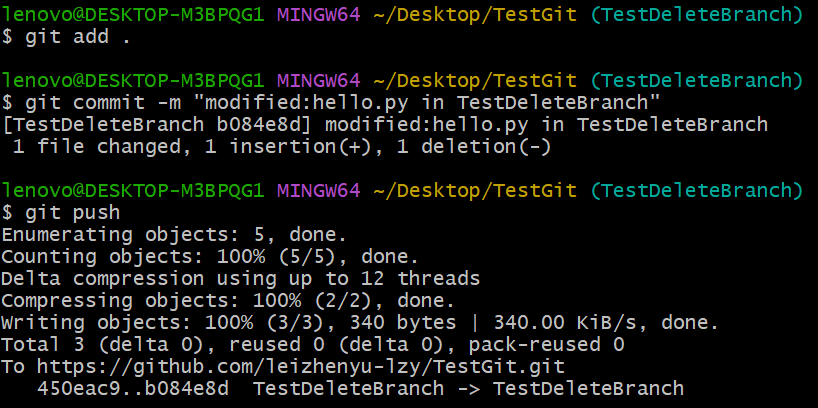 lenovo@DESKTOP-M3BPQG1 MINGW64 ~/Desktop/TestGit (TestDeleteBranch)
$ git add .
lenovo@DESKTOP-M3BPQG1 MINGW64 ~/Desktop/TestGit (TestDeleteBranch)
$ git commit -m "modified:hello.py in TestDeleteBranch"
[TestDeleteBranch b084e8d] modified:hello.py in TestDeleteBranch
 1 file changed, 1 insertion(+), 1 deletion(-)
lenovo@DESKTOP-M3BPQG1 MINGW64 ~/Desktop/TestGit (TestDeleteBranch)
$ git push
Enumerating objects: 5, done.
Counting objects: 100% (5/5), done.
Delta compression using up to 12 threads
Compressing objects: 100% (2/2), done.
Writing objects: 100% (3/3), 340 bytes | 340.00 KiB/s, done.
Total 3 (delta 0), reused 0 (delta 0), pack-reused 0
To https://github.com/leizhenyu-lzy/TestGit.git
   450eac9..b084e8d  TestDeleteBranch -> TestDeleteBranch